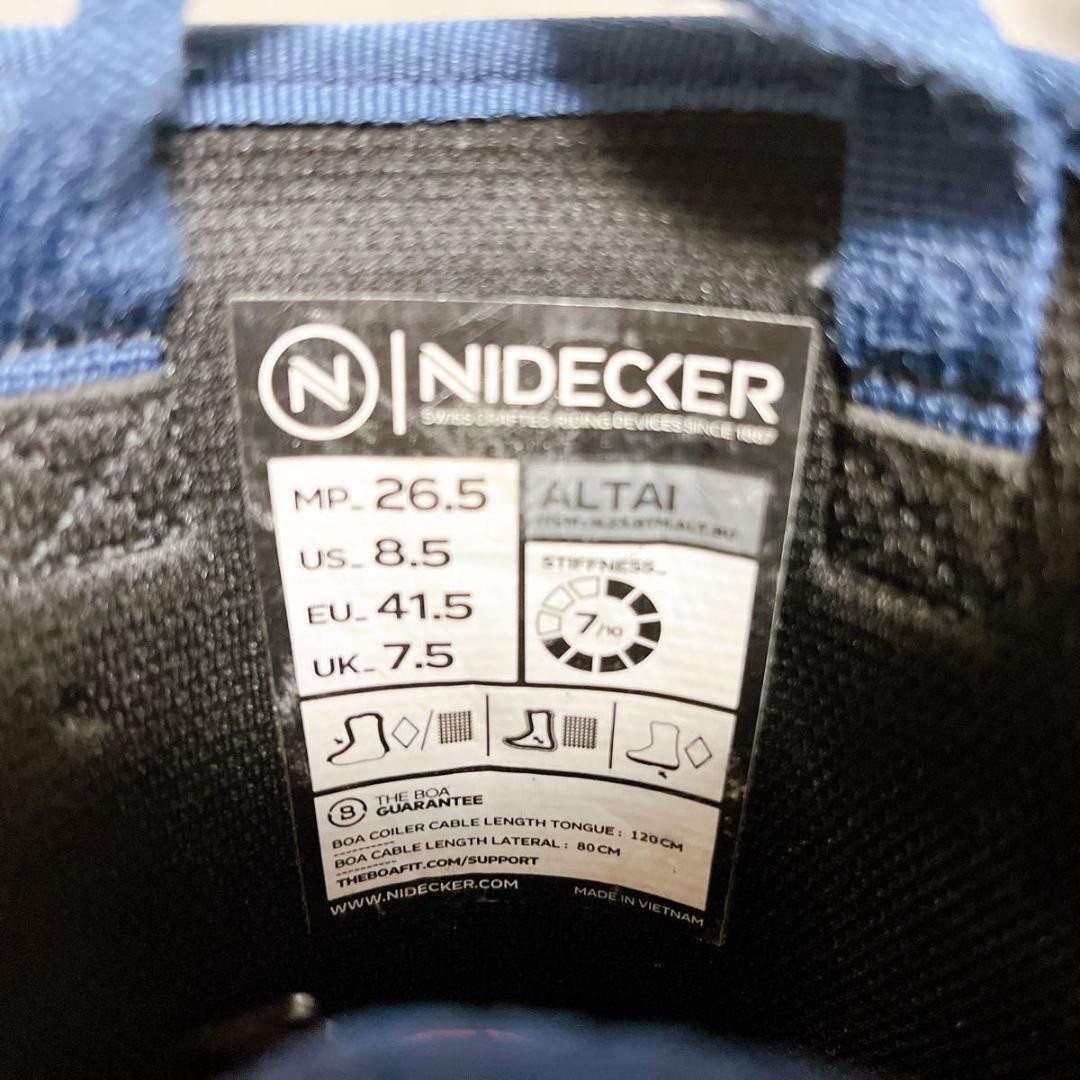 N NIDECKER
SWISS CRAFTED RIDING DEVICES SINCE 1887
MP_ 26.5
US_ 8.5
EU_ 41.5
UK_ 7.5
ALTAI
STIFFNESS_
7/10
THE BOA
GUARANTEE
BOA COILER CABLE LENGTH TONGUE : 120 CM
BOA CABLE LENGTH LATERAL : 80 CM
THEBOAFIT.COM/SUPPORT
WWW.NIDECKER.COM
MADE IN VIETNAM